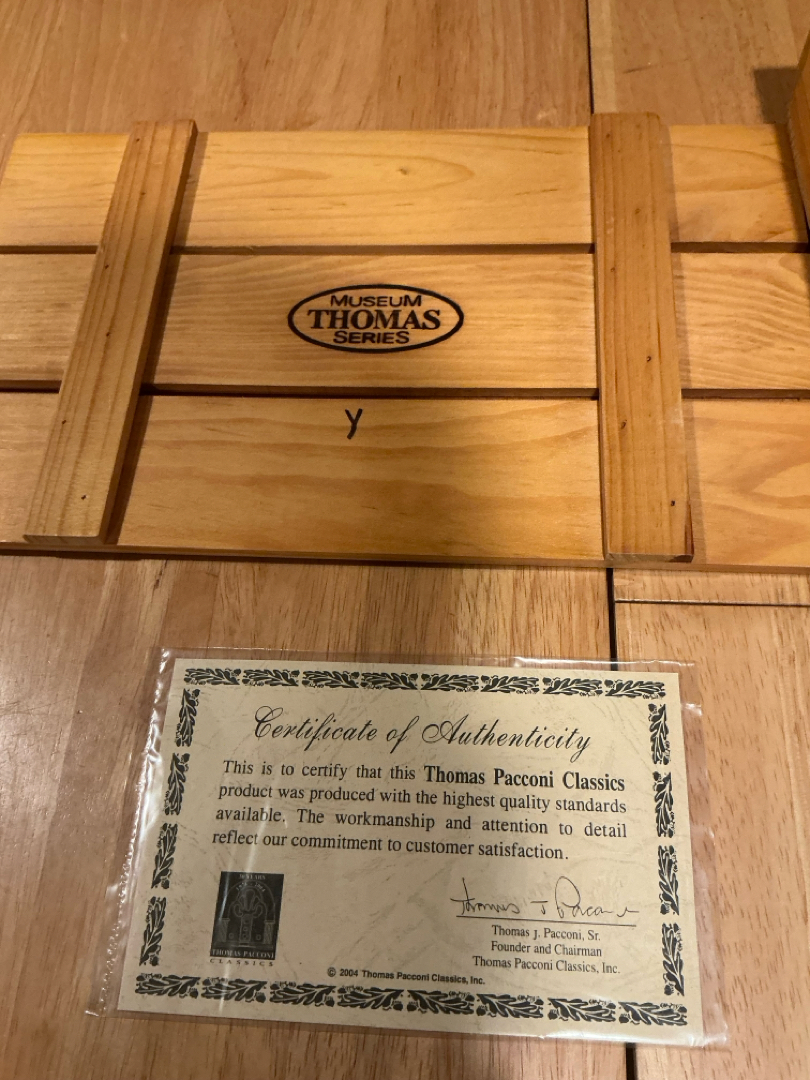 MUSEUM
THOMAS
SERIES
y
Certificate of Authenticity
This is to certify that this Thomas Pacconi Classics
product was produced with the highest quality standards
available. The workmanship and attention to detail
reflect our commitment to customer satisfaction.
THOMAS PACCONI
CLASSICS
Thomas J. Pacconi, Sr.
Founder and Chairman
Thomas Pacconi Classics, Inc.
© 2004 Thomas Pacconi Classics, Inc.